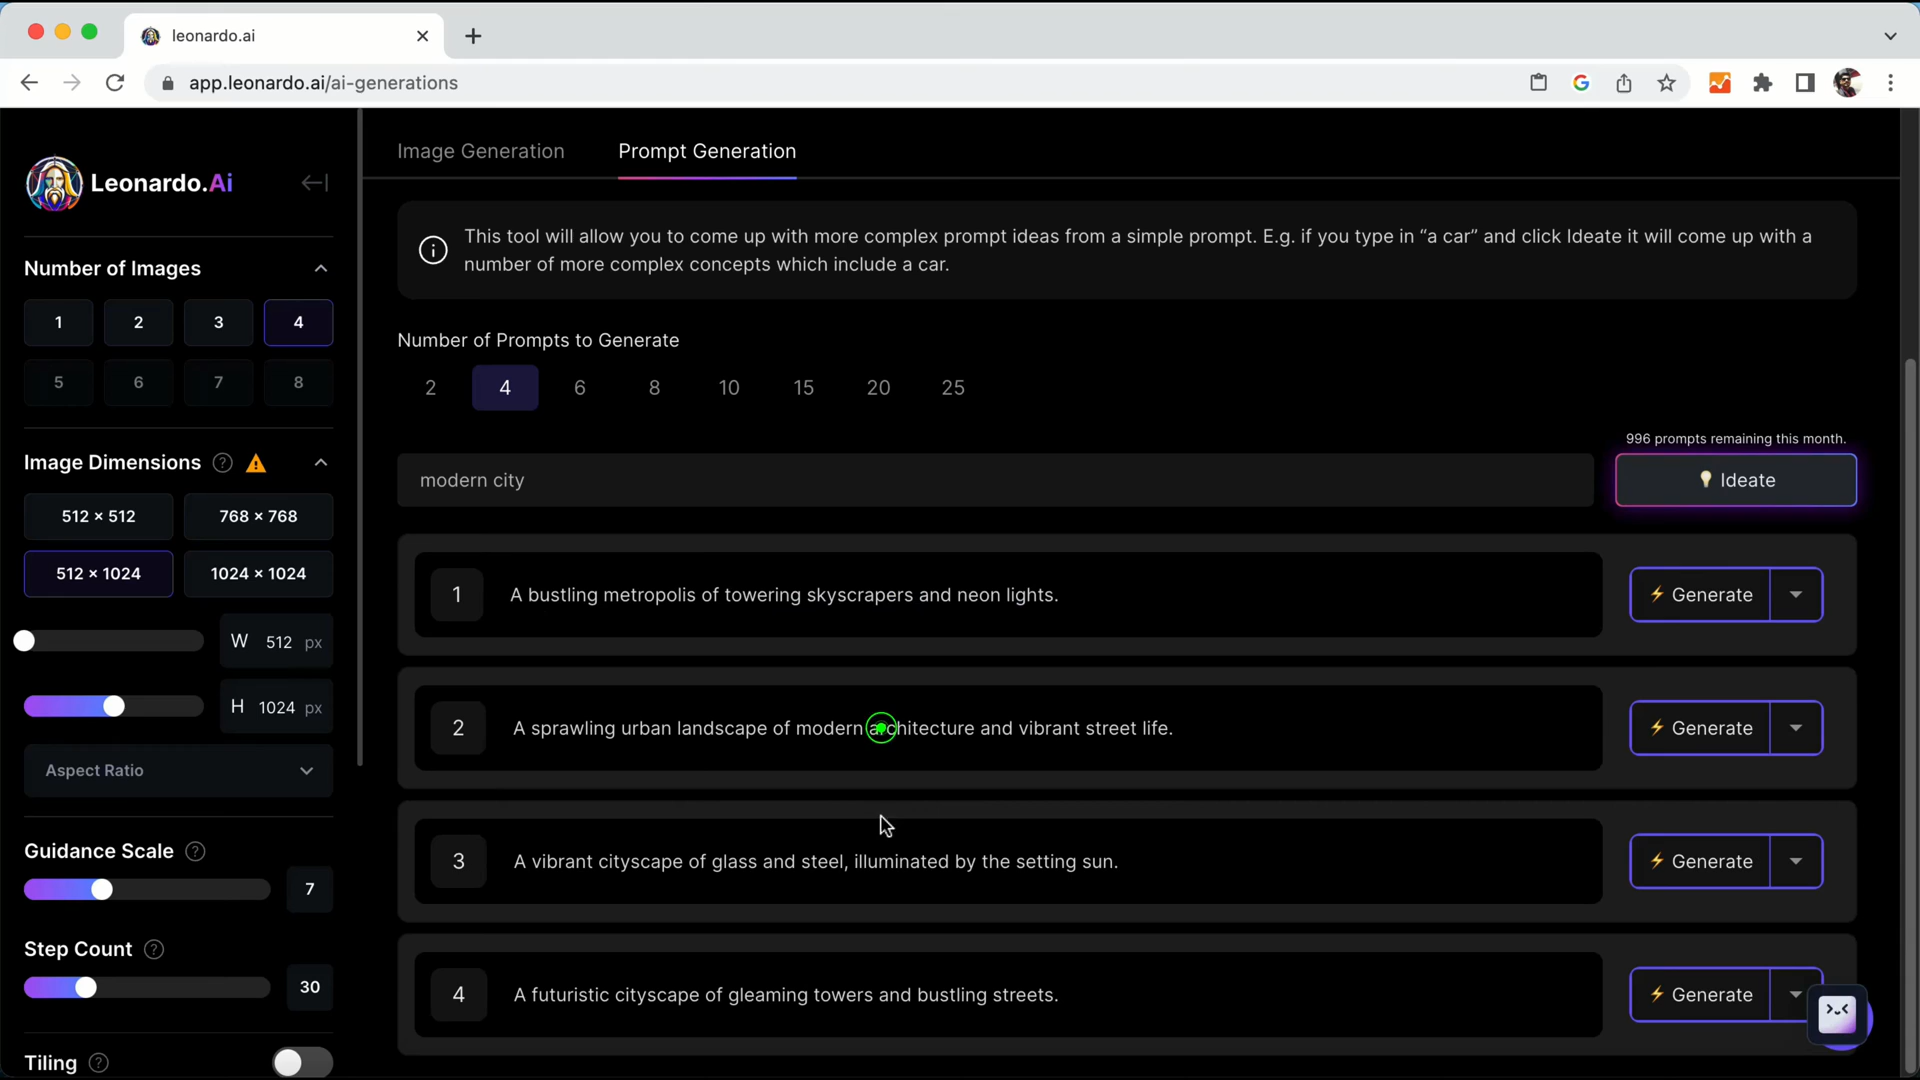 leonardo.ai
app.leonardo.ai/ai-generations
Leonardo.Ai
Number of Images
1 2 3 4
5 6 7 8
Image Dimensions
512 × 512 768 × 768
512 × 1024 1024 × 1024
W 512 px
H 1024 px
Aspect Ratio
Guidance Scale
7
Step Count
30
Tiling
Image Generation Prompt Generation
This tool will allow you to come up with more complex prompt ideas from a simple prompt. E.g. if you type in “a car” and click Ideate it will come up with a
number of more complex concepts which include a car.
Number of Prompts to Generate
2 4 6 8 10 15 20 25
996 prompts remaining this month.
modern city Ideate
1 A bustling metropolis of towering skyscrapers and neon lights. Generate
2 A sprawling urban landscape of modern architecture and vibrant street life. Generate
3 A vibrant cityscape of glass and steel, illuminated by the setting sun. Generate
4 A futuristic cityscape of gleaming towers and bustling streets. Generate